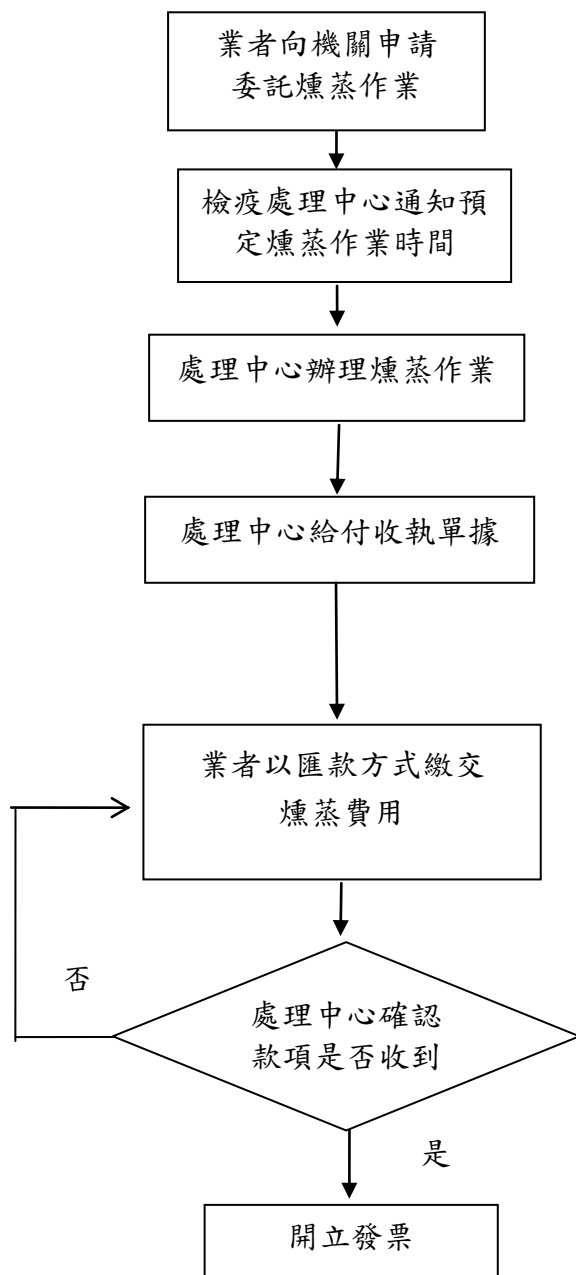 業者向機關申請
委託燻蒸作業
檢疫處理中心通知預
定燻蒸作業時間
處理中心辦理燻蒸作業
處理中心給付收執單據
業者以匯款方式繳交
燻蒸費用
否
處理中心確認
款項是否收到
是
開立發票